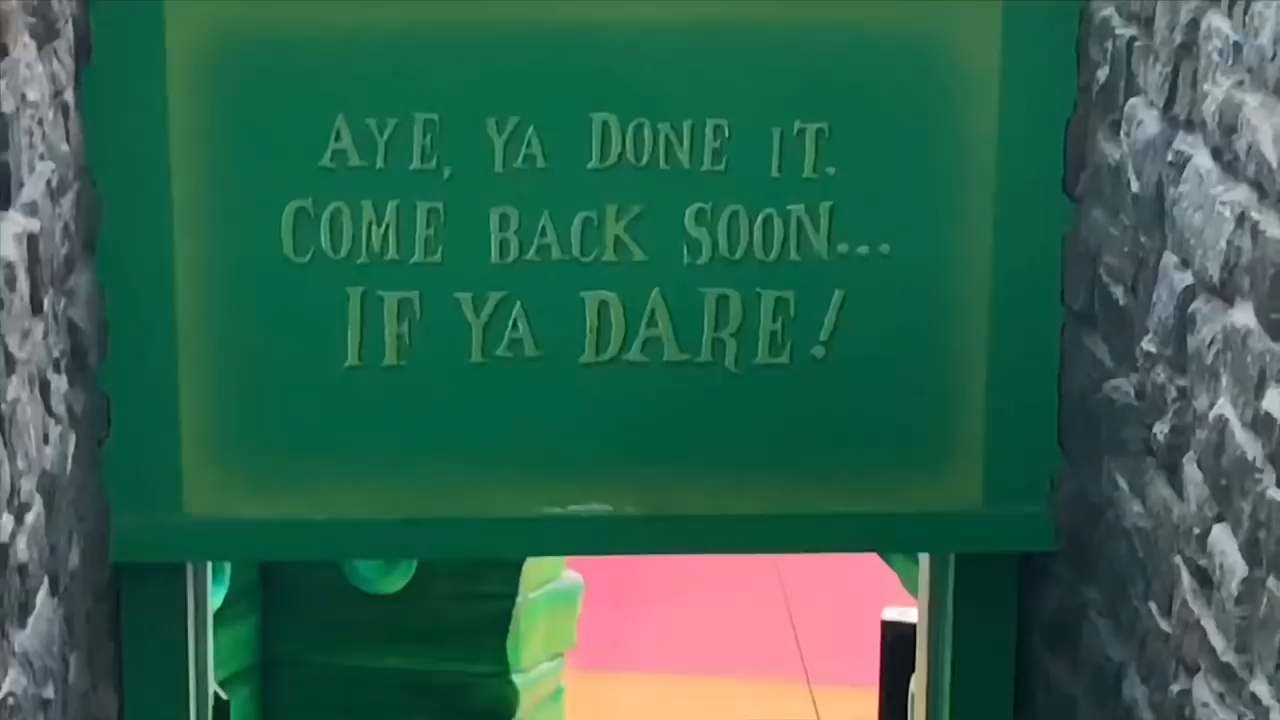 AYE, YA DONE IT.
COME BACK SOON...
IF YA DARE!